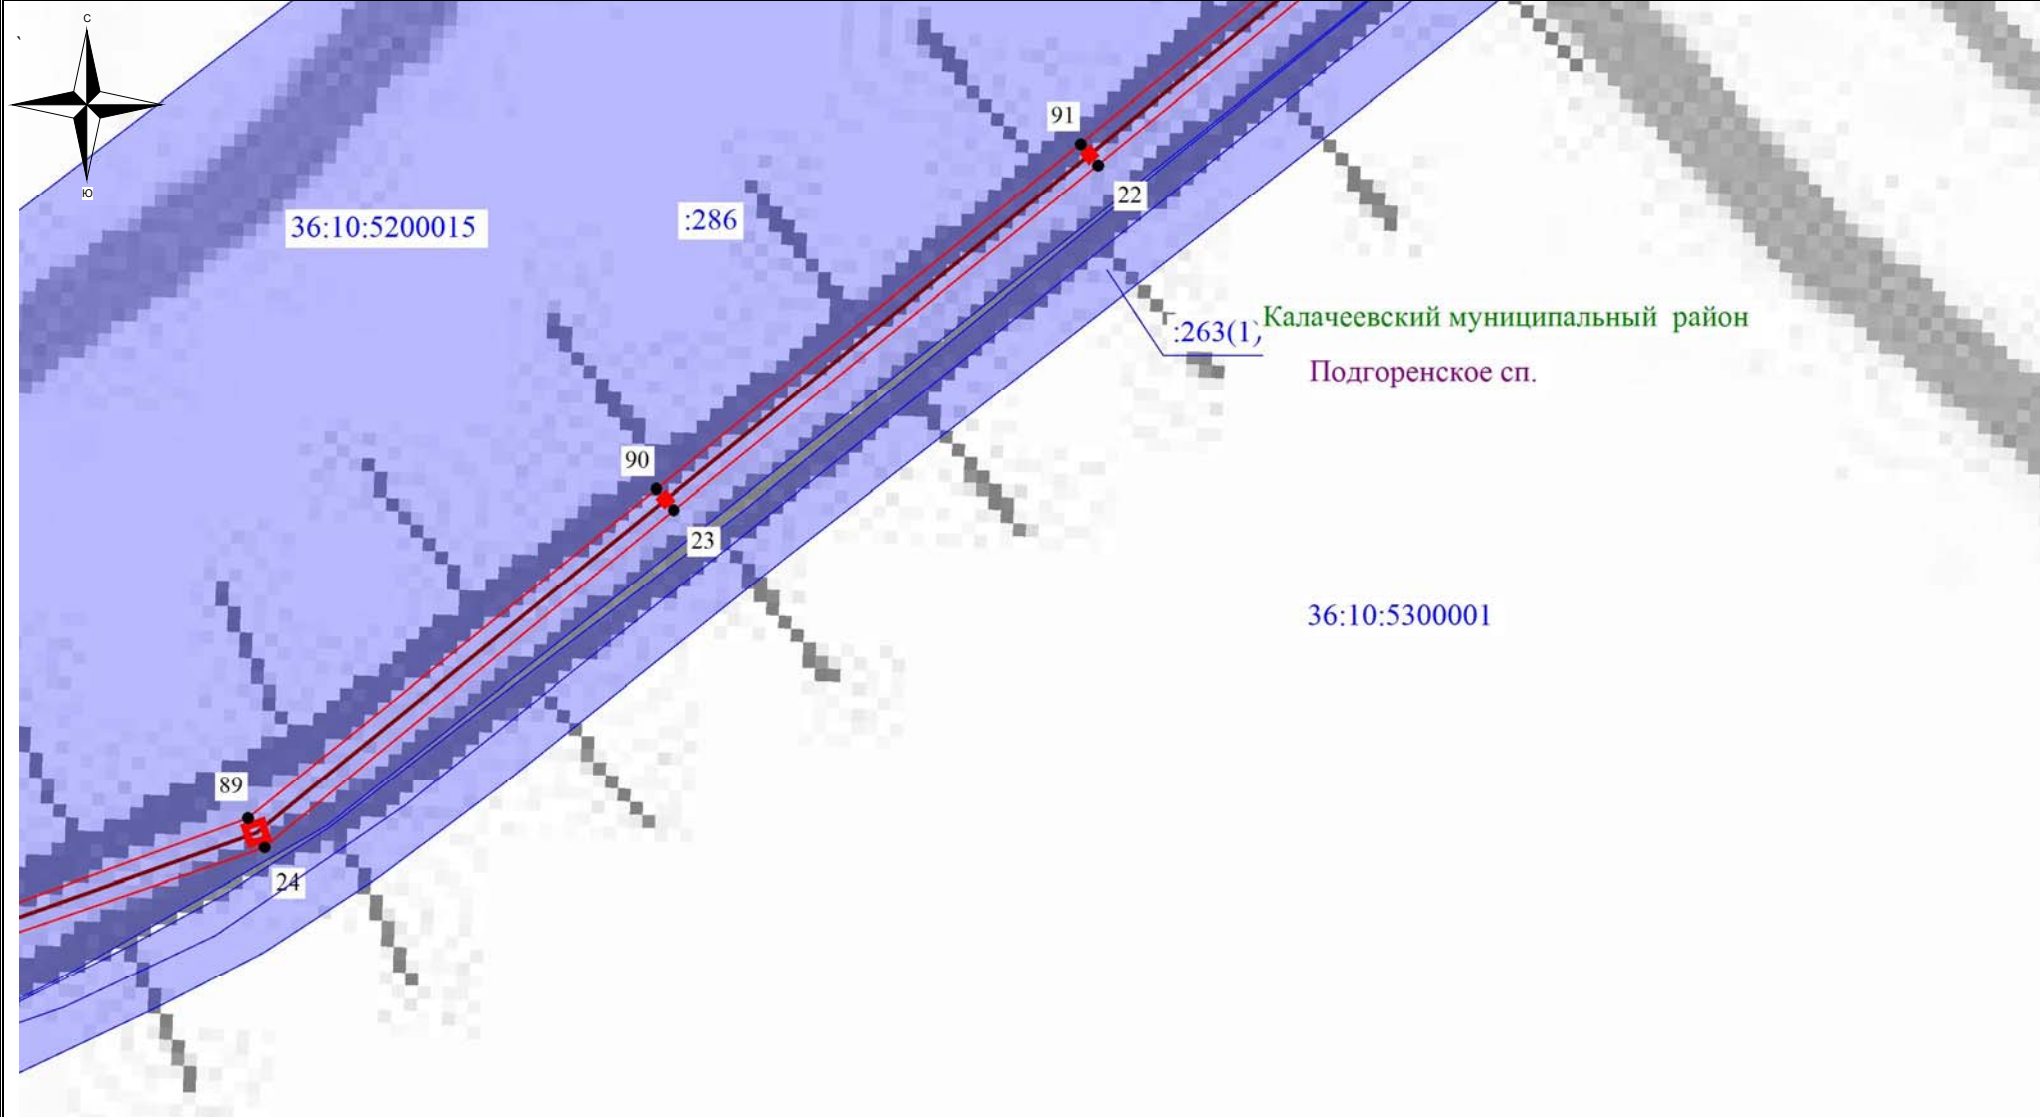 С
`
Ю
91
22
36:10:5200015
:286
:263(1)
Калачеевский муниципальный район
Подгоренское сп.
90
23
36:10:5300001
89
24